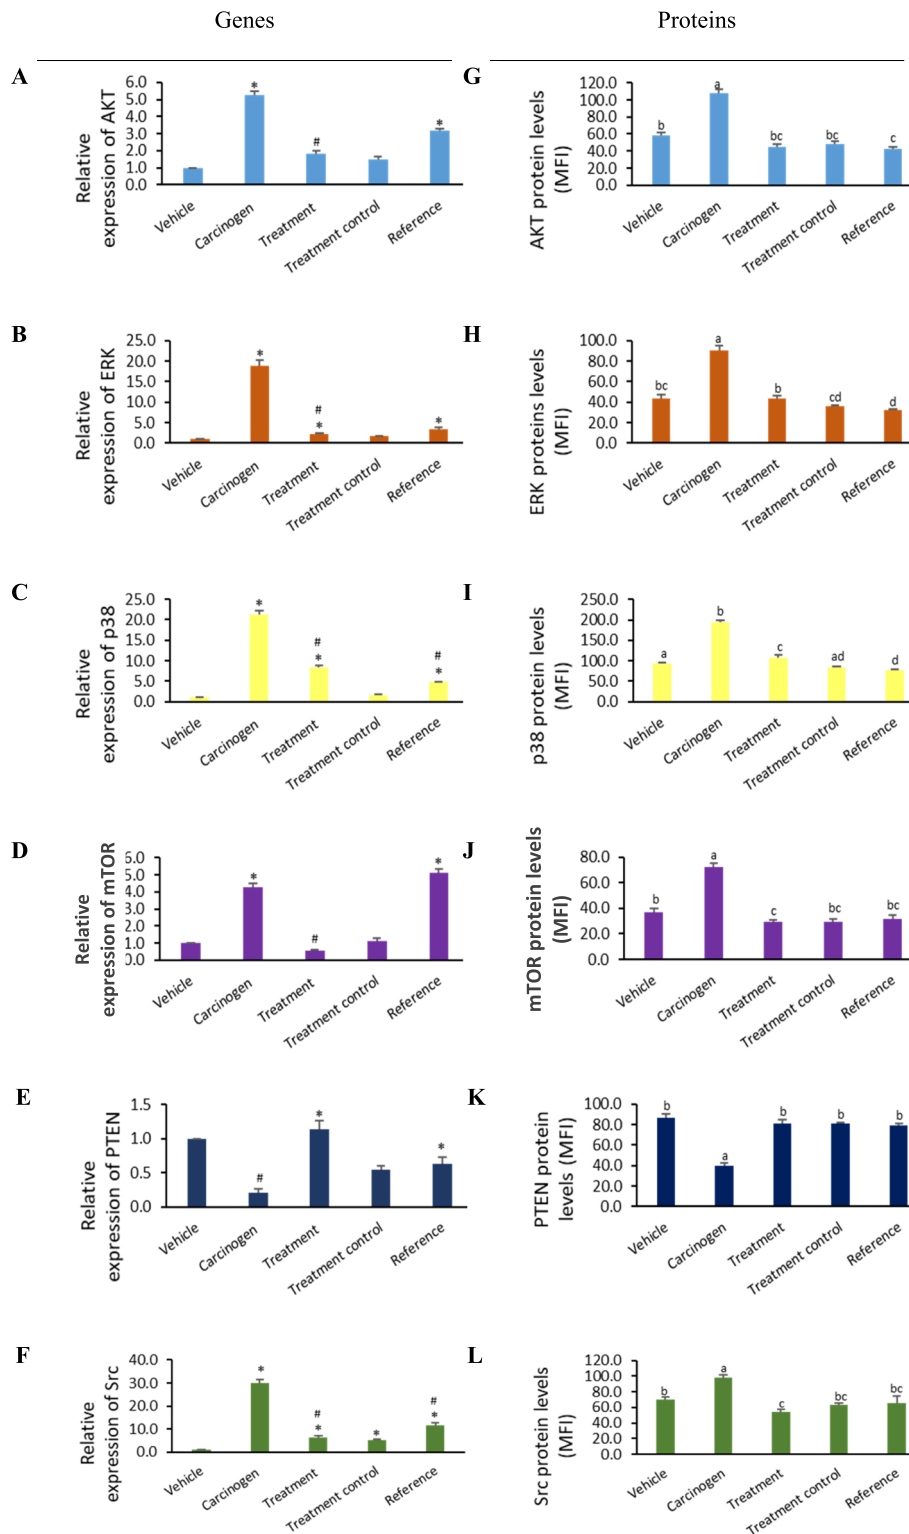 Genes
Proteins
A
Relative
expression of AKT
6.0
5.0
4.0
3.0
2.0
1.0
0.0
*
#
*
Vehicle
Carcinogen
Treatment
Treatment control
Reference
G
AKT protein levels
(MFI)
120.0
100.0
80.0
60.0
40.0
20.0
0.0
b
a
bc
bc
c
Vehicle
Carcinogen
Treatment
Treatment control
Reference
B
Relative
expression of ERK
25.0
20.0
15.0
10.0
5.0
0.0
*
#
*
*
Vehicle
Carcinogen
Treatment
Treatment control
Reference
H
ERK proteins levels
(MFI)
100.0
80.0
60.0
40.0
20.0
0.0
bc
a
b
cd
d
Vehicle
Carcinogen
Treatment
Treatment control
Reference
C
Relative
expression of p38
25.0
20.0
15.0
10.0
5.0
0.0
*
#
*
#
*
Vehicle
Carcinogen
Treatment
Treatment control
Reference
I
p38 protein levels
(MFI)
250.0
200.0
150.0
100.0
50.0
0.0
a
b
c
ad
d
Vehicle
Carcinogen
Treatment
Treatment control
Reference
D
Relative
expression of mTOR
6.0
5.0
4.0
3.0
2.0
1.0
0.0
*
#
*
Vehicle
Carcinogen
Treatment
Treatment control
Reference
J
mTOR protein levels
(MFI)
80.0
60.0
40.0
20.0
0.0
b
a
c
bc
bc
Vehicle
Carcinogen
Treatment
Treatment control
Reference
E
Relative
expression of PTEN
1.5
1.0
0.5
0.0
#
*
*
Vehicle
Carcinogen
Treatment
Treatment control
Reference
K
PTEN protein
levels (MFI)
100.0
80.0
60.0
40.0
20.0
0.0
b
a
b
b
b
Vehicle
Carcinogen
Treatment
Treatment control
Reference
F
Relative
expression of Src
40.0
30.0
20.0
10.0
0.0
*
#
*
*
#
*
Vehicle
Carcinogen
Treatment
Treatment control
Reference
L
Src protein levels
(MFI)
120.0
100.0
80.0
60.0
40.0
20.0
0.0
b
a
c
bc
bc
Vehicle
Carcinogen
Treatment
Treatment control
Reference